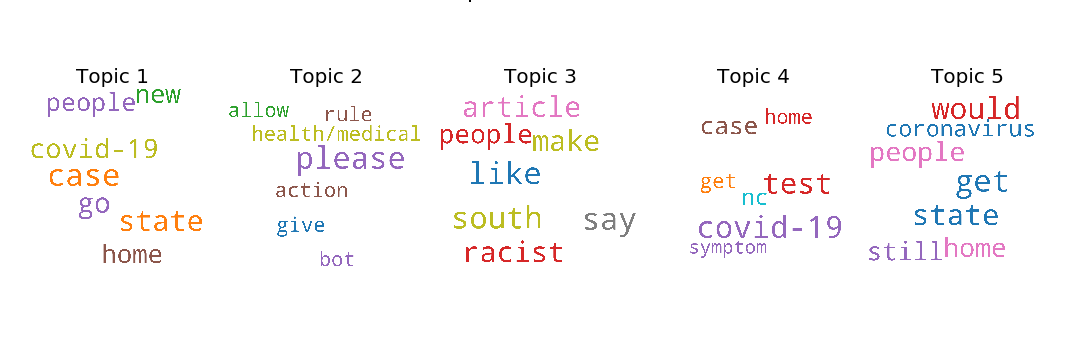 Topic 1
people new
covid-19
case
go
state
home
Topic 2
allow rule
health/medical
please
action
give
bot
Topic 3
article
people make
like
south say
racist
Topic 4
case home
get test
nc
covid-19
symptom
Topic 5
would
coronavirus
people
get
state
still home